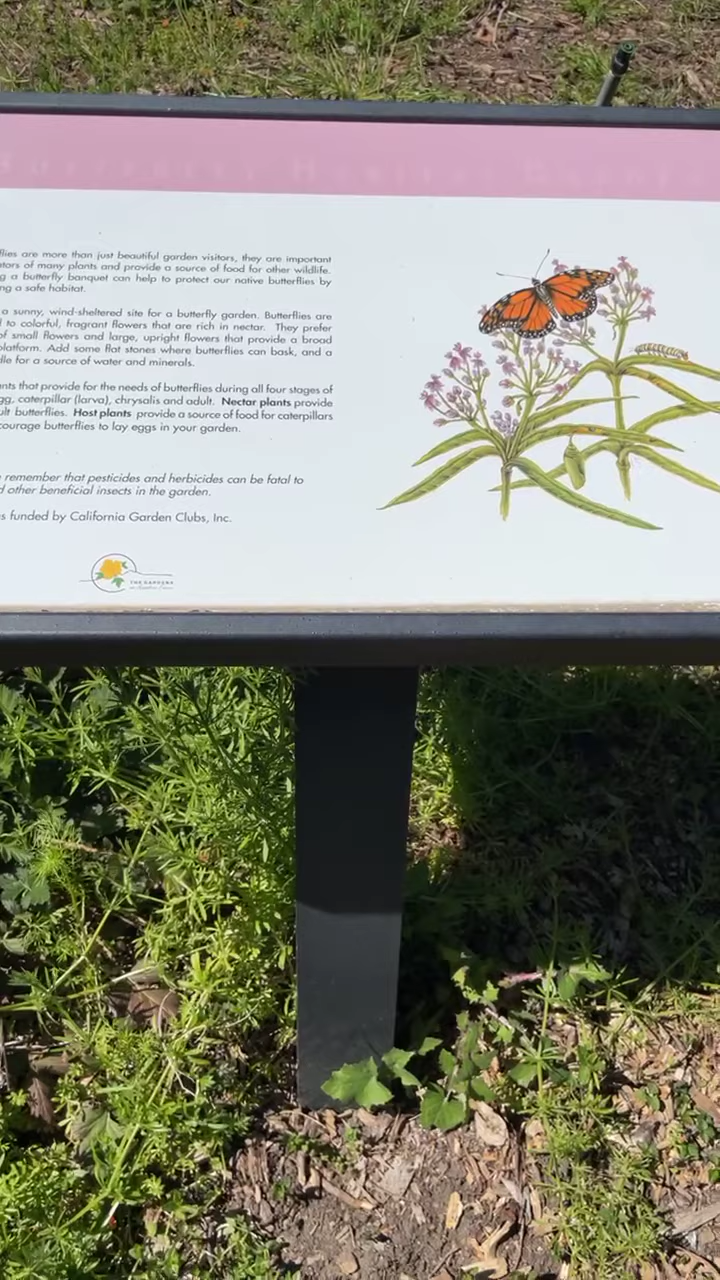 Butterfly Habitat Garden
flies are more than just beautiful garden visitors, they are important
ators of many plants and provide a source of food for other wildlife.
g a butterfly banquet can help to protect our native butterflies by
ng a safe habitat.
a sunny, wind-sheltered site for a butterfly garden. Butterflies are
d to colorful, fragrant flowers that are rich in nectar. They prefer
of small flowers and large, upright flowers that provide a broad
platform. Add some flat stones where butterflies can bask, and a
dle for a source of water and minerals.
nts that provide for the needs of butterflies during all four stages of
gg, caterpillar (larva), chrysalis and adult. Nectar plants provide
ult butterflies. Host plants provide a source of food for caterpillars
courage butterflies to lay eggs in your garden.
e remember that pesticides and herbicides can be fatal to
d other beneficial insects in the garden.
s funded by California Garden Clubs, Inc.
THE GARDENS